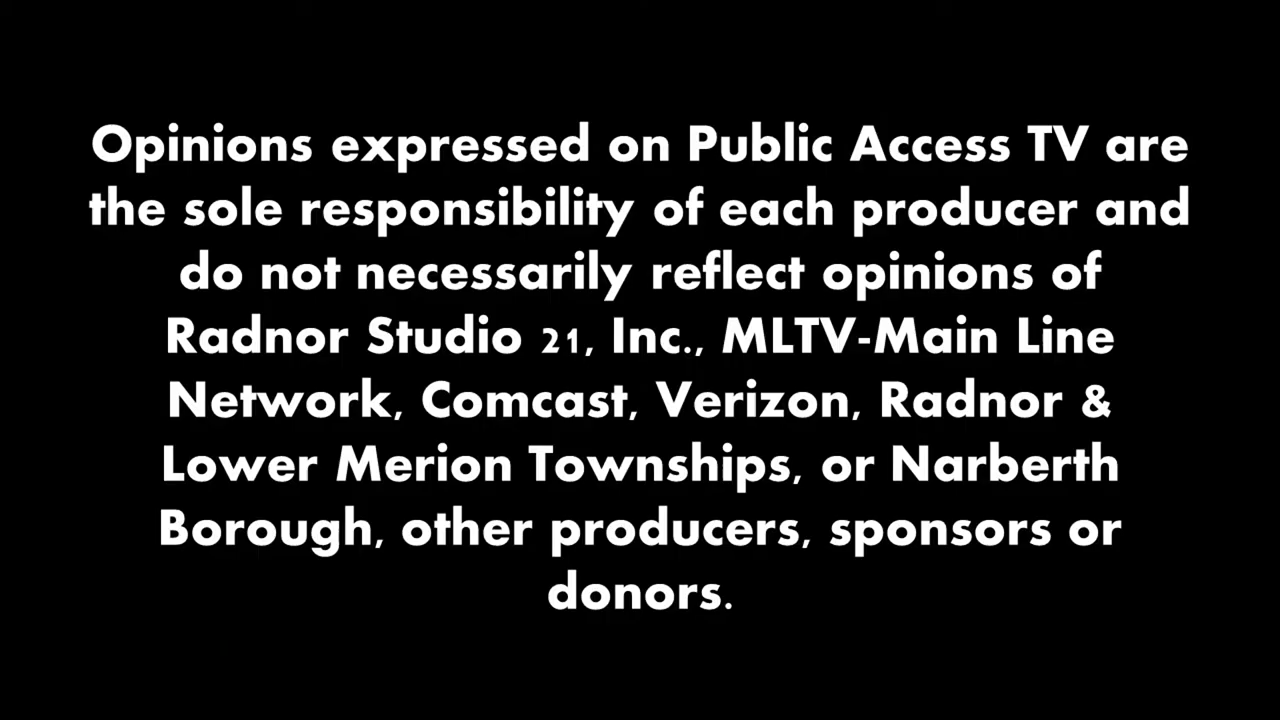 Opinions expressed on Public Access TV are
the sole responsibility of each producer and
do not necessarily reflect opinions of
Radnor Studio 21, Inc., MLTV-Main Line
Network, Comcast, Verizon, Radnor &
Lower Merion Townships, or Narberth
Borough, other producers, sponsors or
donors.